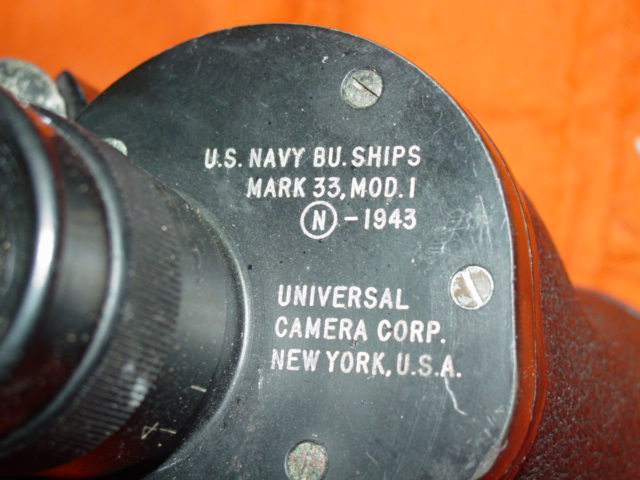 U.S. NAVY BU. SHIPS
MARK 33, MOD. 1
Ⓝ - 1943
UNIVERSAL
CAMERA CORP.
NEW YORK, U.S.A.